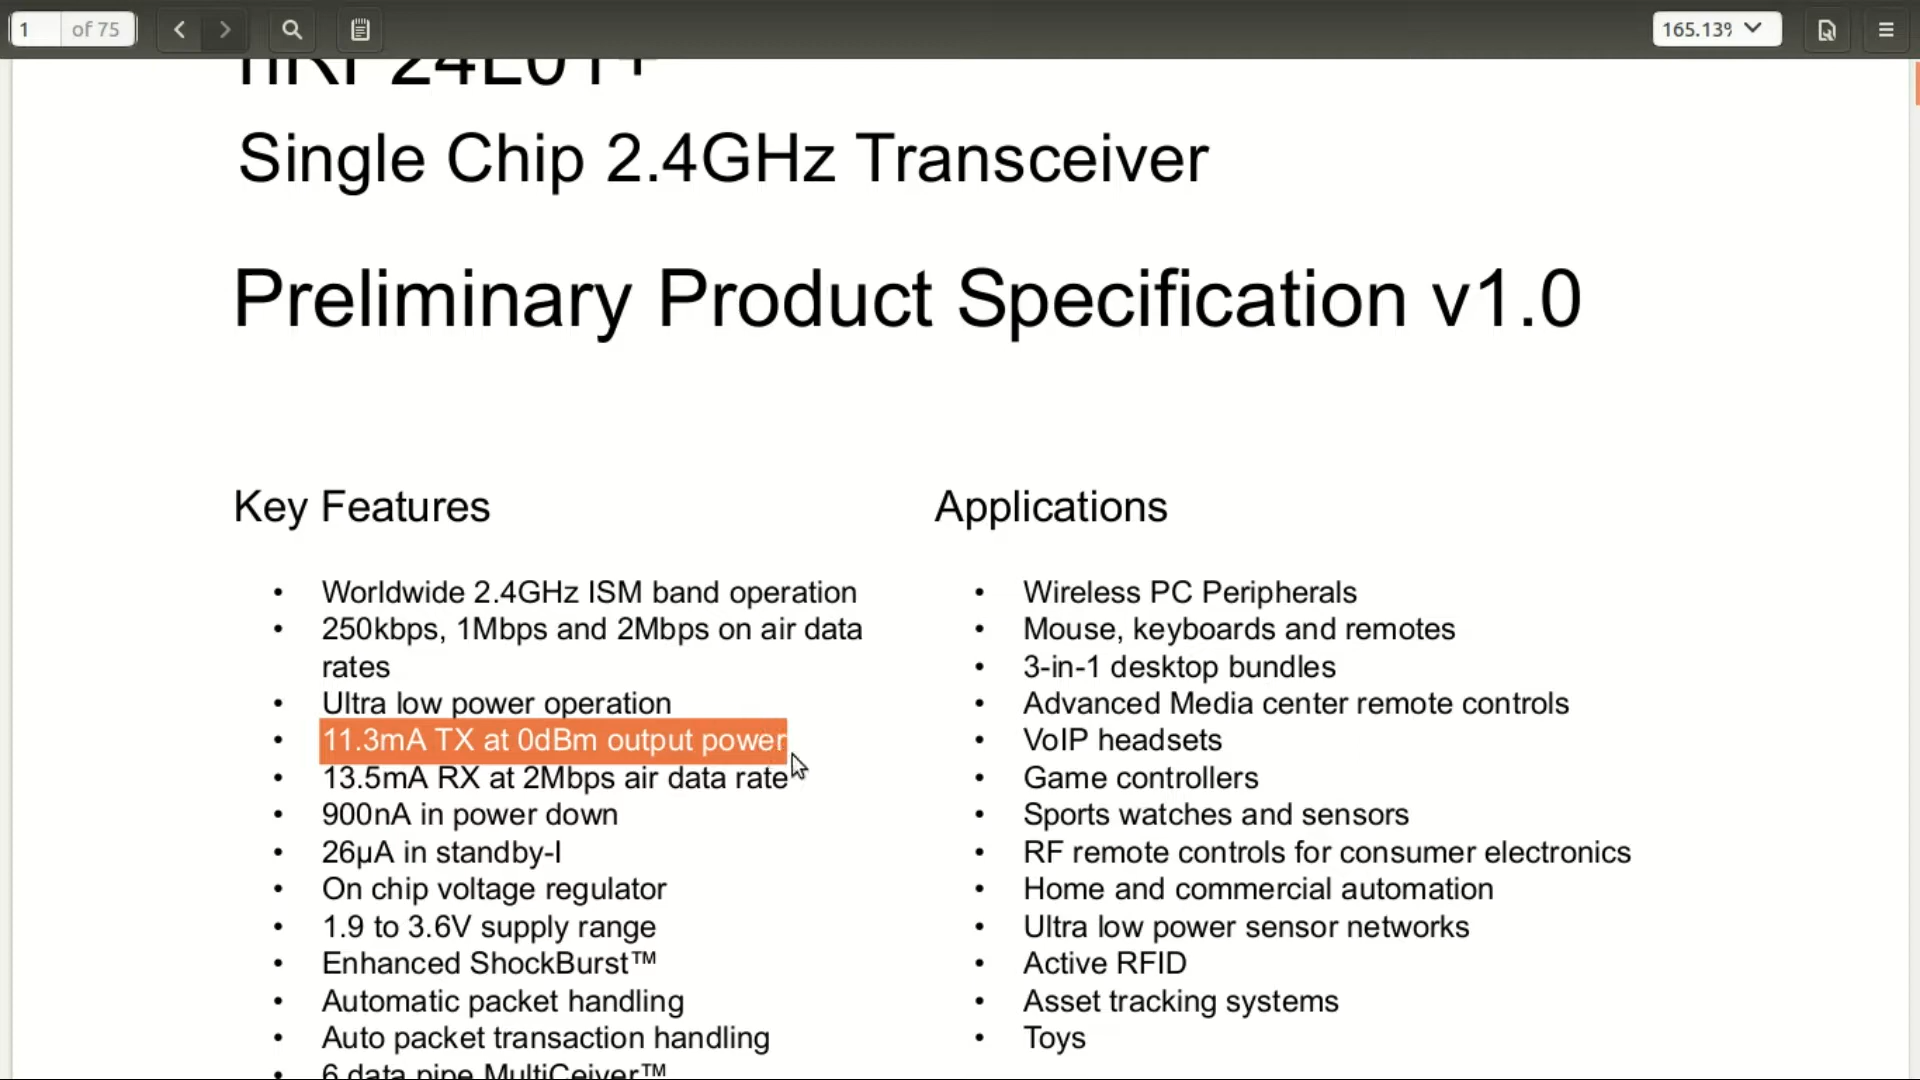 1 of 75
165.13%
nRF24L01+
Single Chip 2.4GHz Transceiver
Preliminary Product Specification v1.0
Key Features
• Worldwide 2.4GHz ISM band operation
• 250kbps, 1Mbps and 2Mbps on air data
rates
• Ultra low power operation
• 11.3mA TX at 0dBm output power
• 13.5mA RX at 2Mbps air data rate
• 900nA in power down
• 26μA in standby-I
• On chip voltage regulator
• 1.9 to 3.6V supply range
• Enhanced ShockBurst™
• Automatic packet handling
• Auto packet transaction handling
• 6 data pipe MultiCeiver™
Applications
• Wireless PC Peripherals
• Mouse, keyboards and remotes
• 3-in-1 desktop bundles
• Advanced Media center remote controls
• VoIP headsets
• Game controllers
• Sports watches and sensors
• RF remote controls for consumer electronics
• Home and commercial automation
• Ultra low power sensor networks
• Active RFID
• Asset tracking systems
• Toys